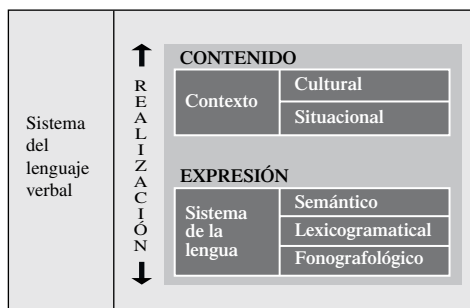 Sistema
del
lenguaje
verbal
REALIZACIÓN
CONTENIDO
Contexto
Cultural
Situacional
EXPRESIÓN
Sistema
de la
lengua
Semántico
Lexicogramatical
Fonografológico